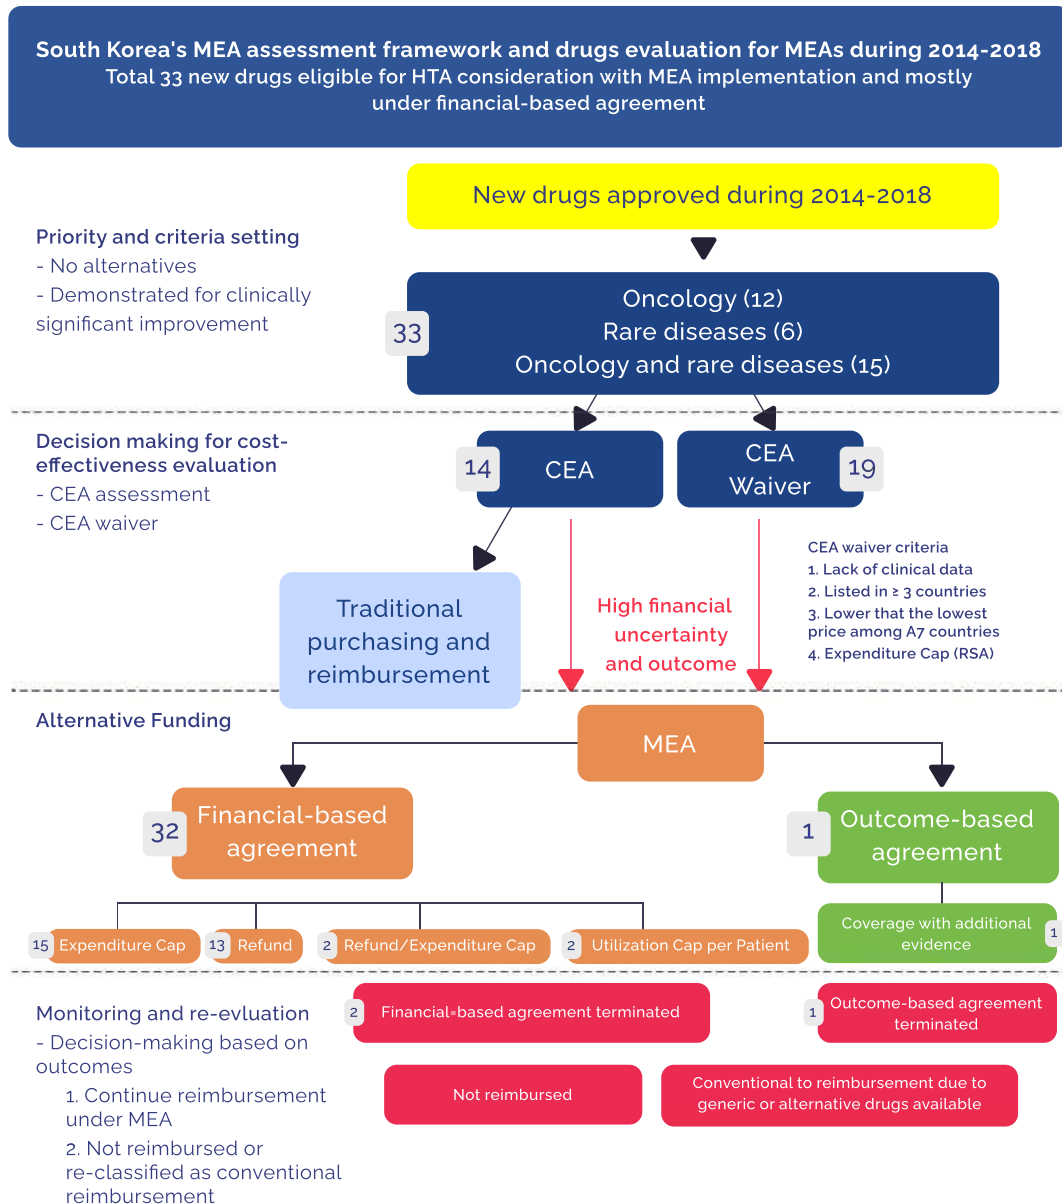 South Korea's MEA assessment framework and drugs evaluation for MEAs during 2014-2018
Total 33 new drugs eligible for HTA consideration with MEA implementation and mostly
under financial-based agreement
New drugs approved during 2014-2018
Priority and criteria setting
- No alternatives
- Demonstrated for clinically
significant improvement
33
Oncology (12)
Rare diseases (6)
Oncology and rare diseases (15)
Decision making for cost-
effectiveness evaluation
- CEA assessment
- CEA waiver
14
CEA
CEA
Waiver
19
Traditional
purchasing and
reimbursement
High financial
uncertainty
and outcome
CEA waiver criteria
1. Lack of clinical data
2. Listed in ≥ 3 countries
3. Lower that the lowest
price among A7 countries
4. Expenditure Cap (RSA)
Alternative Funding
MEA
32
Financial-based
agreement
1
Outcome-based
agreement
15
Expenditure Cap
13
Refund
2
Refund/Expenditure Cap
2
Utilization Cap per Patient
Coverage with additional
evidence
1
Monitoring and re-evluation
- Decision-making based on
outcomes
1. Continue reimbursement
under MEA
2. Not reimbursed or
re-classified as conventional
reimbursement
2
Financial=based agreement terminated
1
Outcome-based agreement
terminated
Not reimbursed
Conventional to reimbursement due to
generic or alternative drugs available